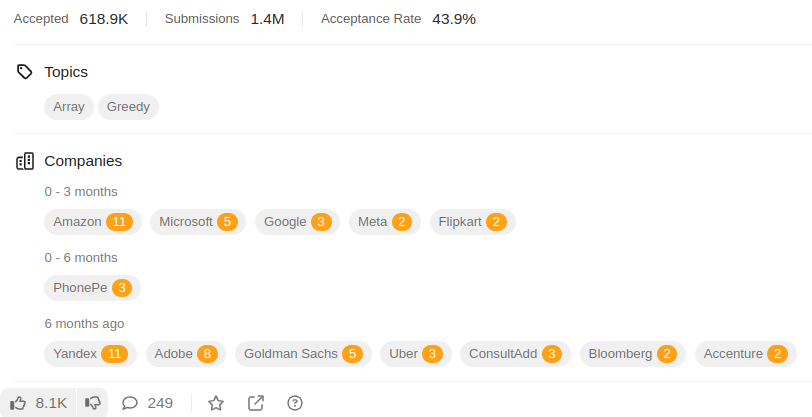 Accepted 618.9K Submissions 1.4M Acceptance Rate 43.9%
Topics
Array Greedy
Companies
0 - 3 months
Amazon 11 Microsoft 5 Google 3 Meta 2 Flipkart 2
0 - 6 months
PhonePe 3
6 months ago
Yandex 11 Adobe 8 Goldman Sachs 5 Uber 3 ConsultAdd 3 Bloomberg 2 Accenture 2
8.1K 249